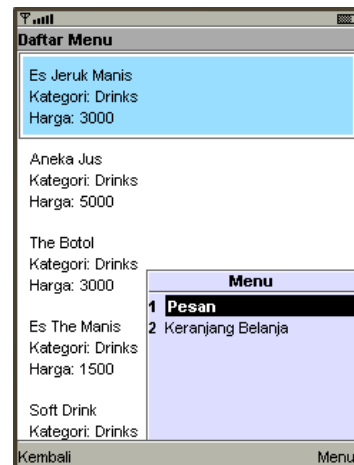 Daftar Menu
Es Jeruk Manis
Kategori: Drinks
Harga: 3000
Aneka Jus
Kategori: Drinks
Harga: 5000
The Botol
Kategori: Drinks
Harga: 3000
Es The Manis
Kategori: Drinks
Harga: 1500
Soft Drink
Kategori: Drinks
Menu
1 Pesan
2 Keranjang Belanja
Kembali
Menu